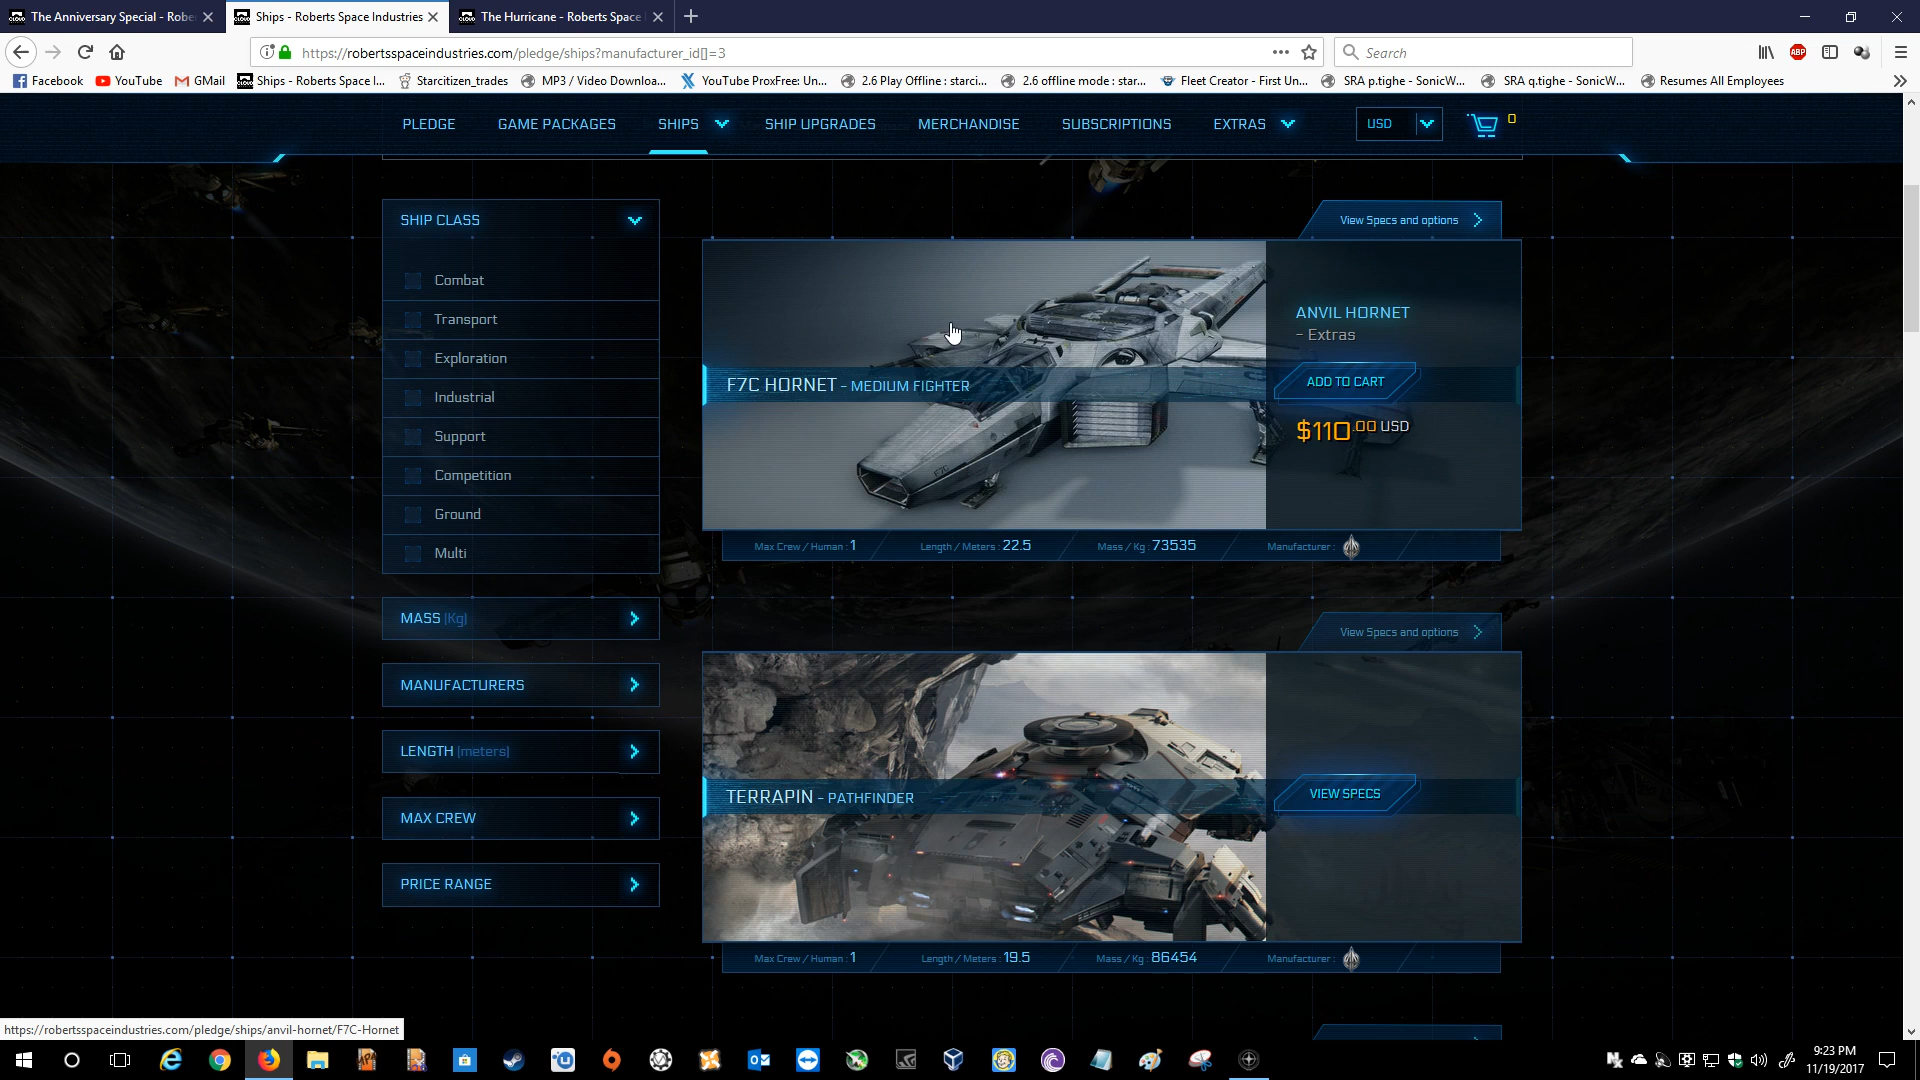 The Anniversary Special - Robe
Ships - Roberts Space Industries
The Hurricane - Roberts Space
https://robertsspaceindustries.com/pledge/ships?manufacturer_id[]=3
Search
Facebook
YouTube
GMail
Ships - Roberts Space I...
Starcitizen_trades
MP3 / Video Downloa...
YouTube ProxFree: Un...
2.6 Play Offline : starci...
2.6 offline mode : star...
Fleet Creator - First Un...
SRA p.tighe - SonicW...
SRA q.tighe - SonicW...
Resumes All Employees
PLEDGE
GAME PACKAGES
SHIPS
SHIP UPGRADES
MERCHANDISE
SUBSCRIPTIONS
EXTRAS
USD
0
SHIP CLASS
Combat
Transport
Exploration
Industrial
Support
Competition
Ground
Multi
MASS (Kg)
MANUFACTURERS
LENGTH (meters)
MAX CREW
PRICE RANGE
View Specs and options
F7C HORNET - MEDIUM FIGHTER
ANVIL HORNET
- Extras
ADD TO CART
$110.00 USD
Max Crew / Human : 1
Length / Meters : 22.5
Mass / Kg : 73535
Manufacturer :
View Specs and options
TERRAPIN - PATHFINDER
VIEW SPECS
Max Crew / Human : 1
Length / Meters : 19.5
Mass / Kg : 86454
Manufacturer :
https://robertsspaceindustries.com/pledge/ships/anvil-hornet/F7C-Hornet
9:23 PM
11/19/2017